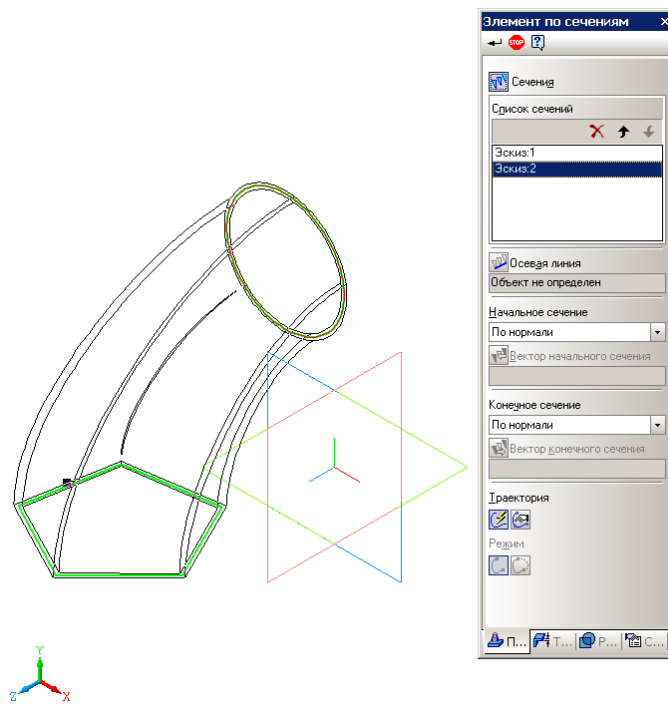 Элемент по сечениям
STOP
Сечения
Список сечений
Эскиз:1
Эскиз:2
Осевая линия
Объект не определен
Начальное сечение
По нормали
Вектор начального сечения
Конечное сечение
По нормали
Вектор конечного сечения
Траектория
Режим
П... Т... Р... С...
Y
Z X